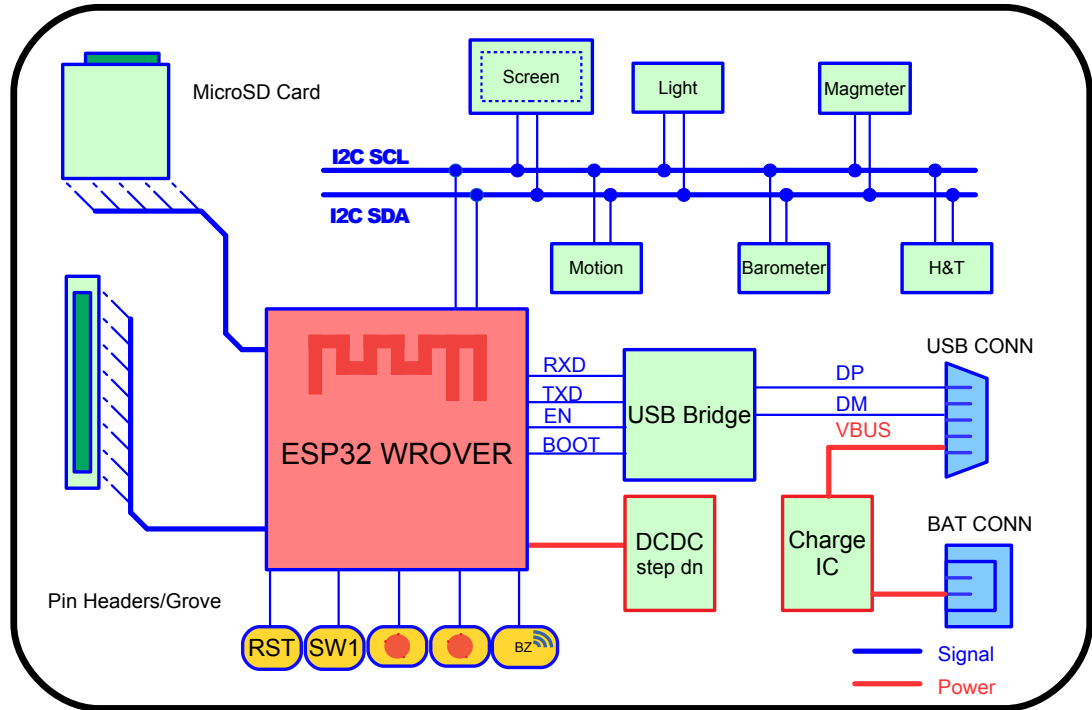 Screen
Light
Magmeter
MicroSD Card
I2C SCL
I2C SDA
Motion
Barometer
H&T
USB CONN
RXD
TXD
EN
BOOT
USB Bridge
DP
DM
VBUS
ESP32 WROVER
DCDC
step dn
Charge
IC
BAT CONN
Pin Headers/Grove
RST
SW1
BZ
Signal
Power